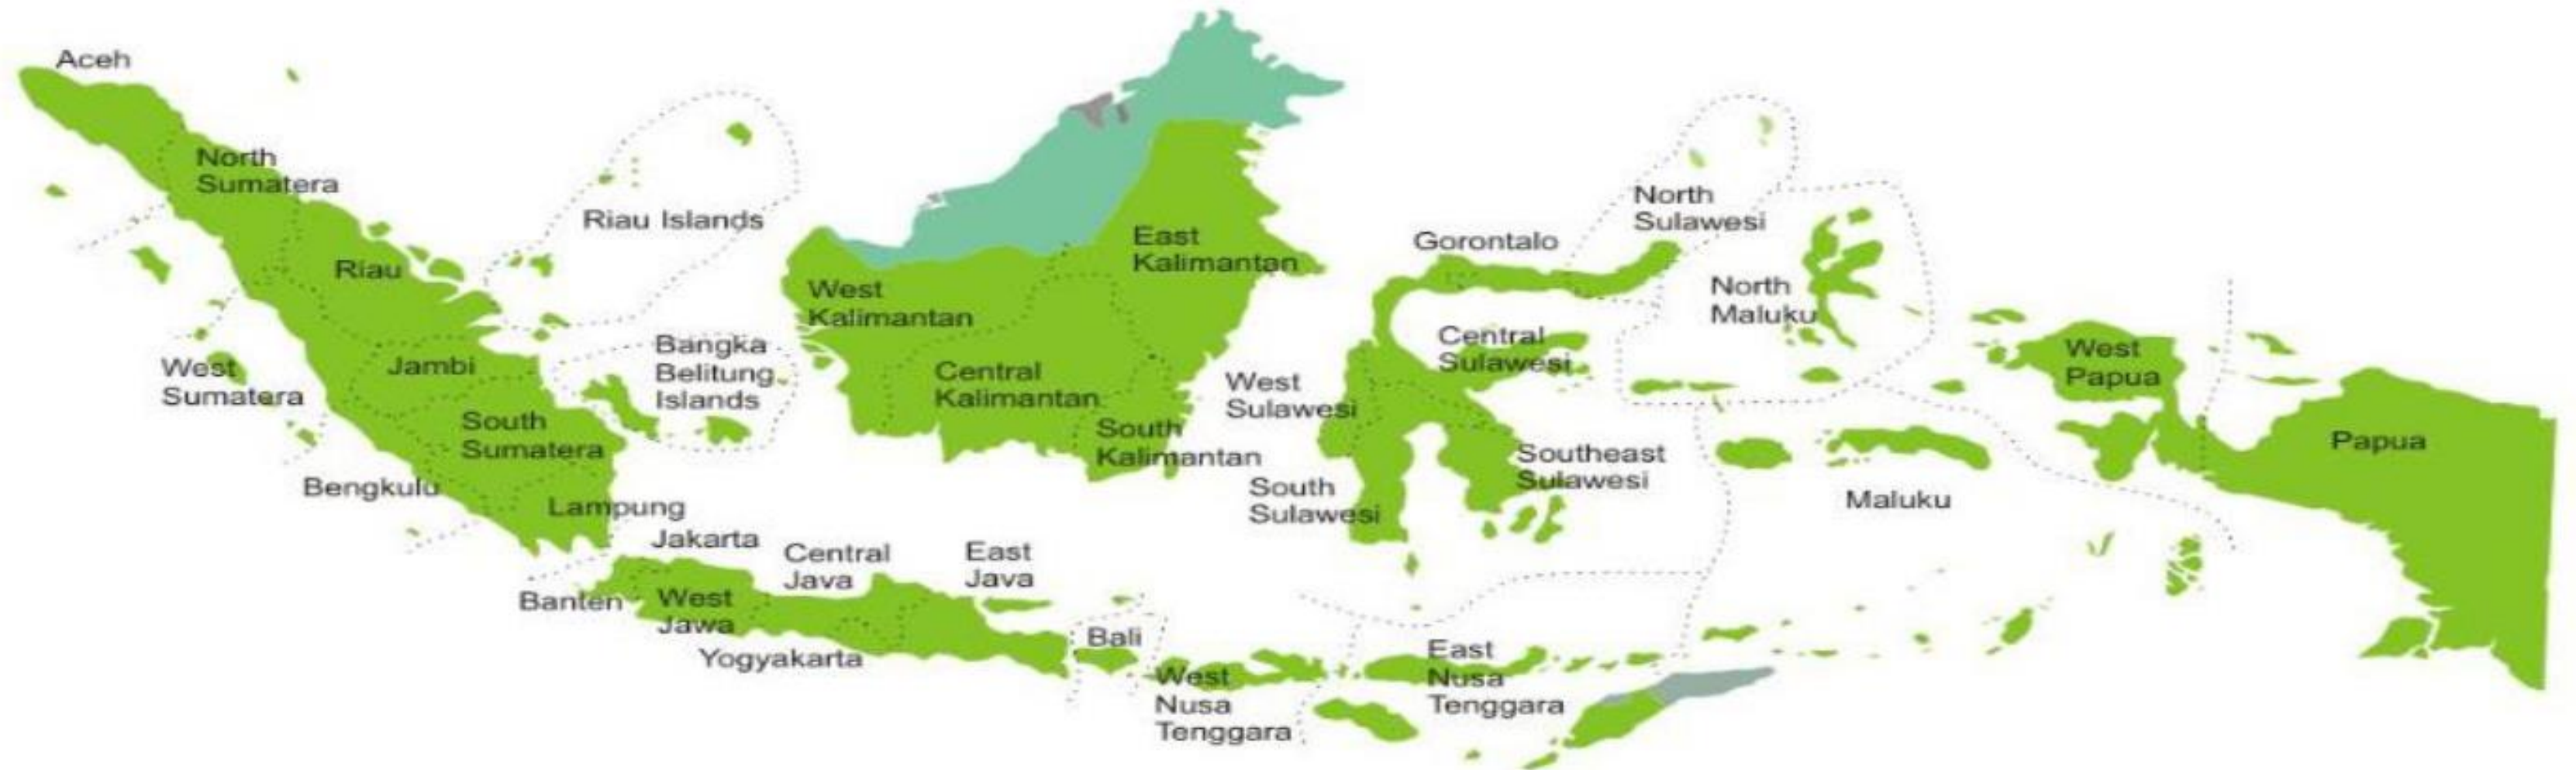 Aceh
North
Sumatera
Riau Islands
Riau
West
Sumatera
Jambi
Bangka
Belitung
Islands
South
Sumatera
Bengkulu
Lampung
Jakarta
Banten
West
Jawa
Central
Java
Yogyakarta
East
Java
Bali
West
Kalimantan
Central
Kalimantan
East
Kalimantan
South
Kalimantan
Gorontalo
North
Sulawesi
Central
Sulawesi
West
Sulawesi
South
Sulawesi
Southeast
Sulawesi
North
Maluku
Maluku
West
Papua
Papua
West
Nusa
Tenggara
East
Nusa
Tenggara